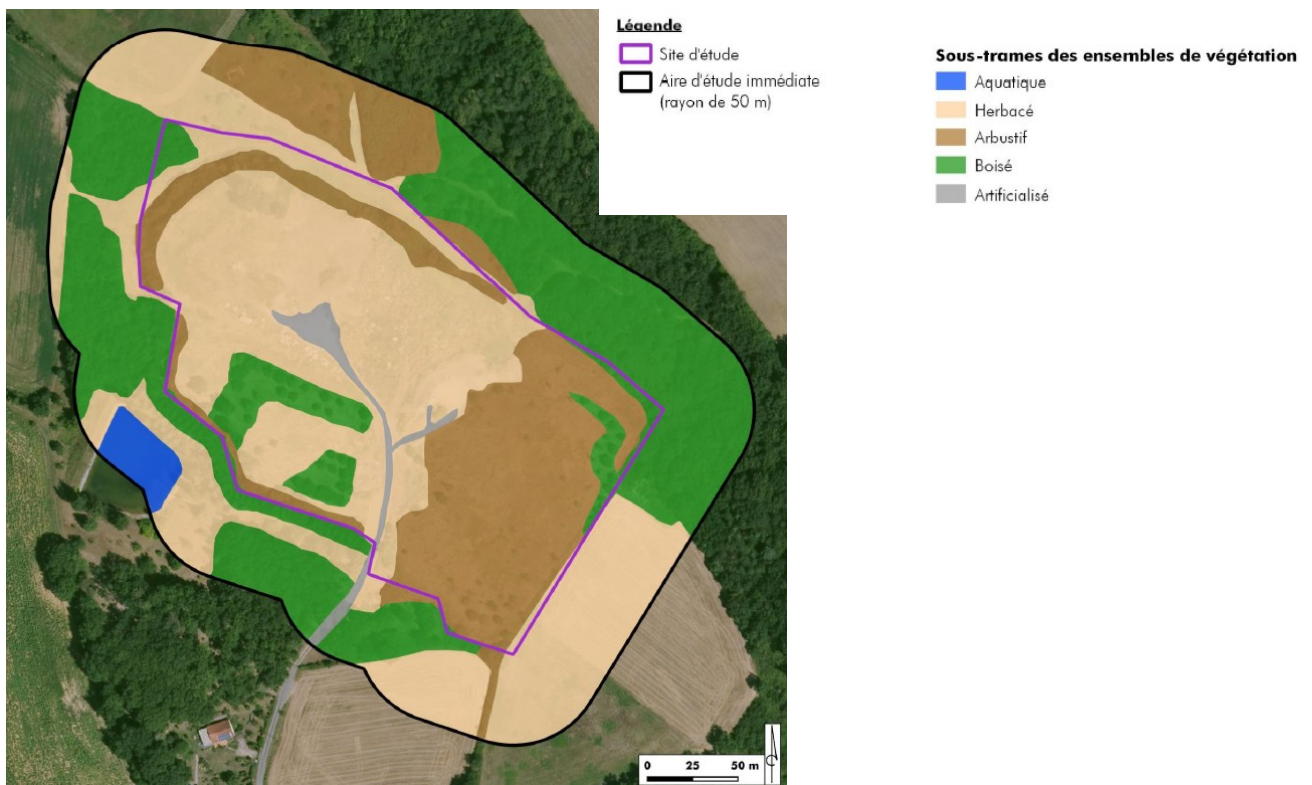 Légende
Site d'étude
Aire d'étude immédiate
(rayon de 50 m)
Sous-trames des ensembles de végétation
Aquatique
Herbacé
Arbustif
Boisé
Artificialisé
0 25 50 m